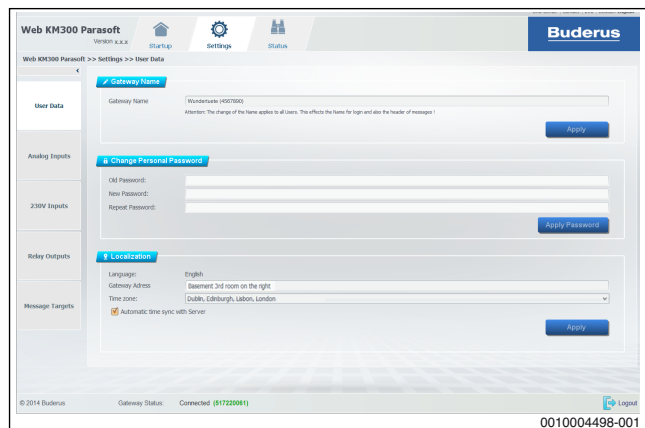 Web KM300 Parasoft
Version x.x.x
Startup
Settings
Status
Buderus
Web KM300 Parasoft >> Settings >> User Data
<
User Data
Analog Inputs
230V Inputs
Relay Outputs
Message Targets
Gateway Name
Gateway Name
Wundertuete (4587890)
Attention: The change of the Name applies to all Users. This effects the Name for login and also the header of messages !
Apply
Change Personal Password
Old Password:
New Password:
Repeat Password:
Apply Password
Localization
Language: English
Gateway Adress Basement 3rd room on the right
Time zone: Dublin, Edinburgh, Lisbon, London
Automatic time sync with Server
Apply
© 2014 Buderus
Gateway Status: Connected (517220061)
Logout
0010004498-001